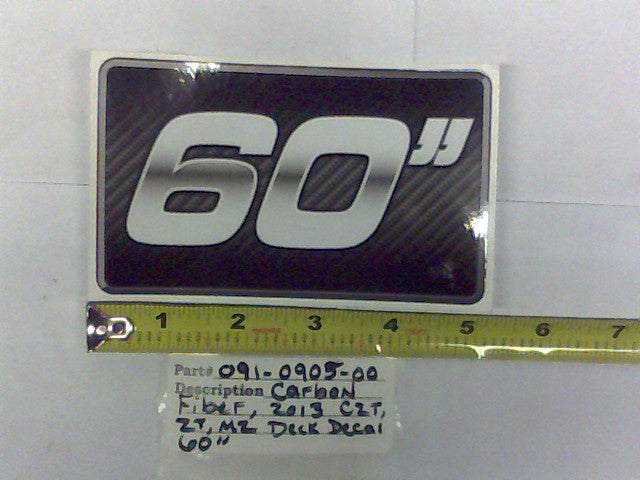 60"
1 2 3 4 5 6 7
Part# 091-0905-00
Description Carbon
Fiber, 2013 CZT,
ZT, MZ Deck Decal
60"